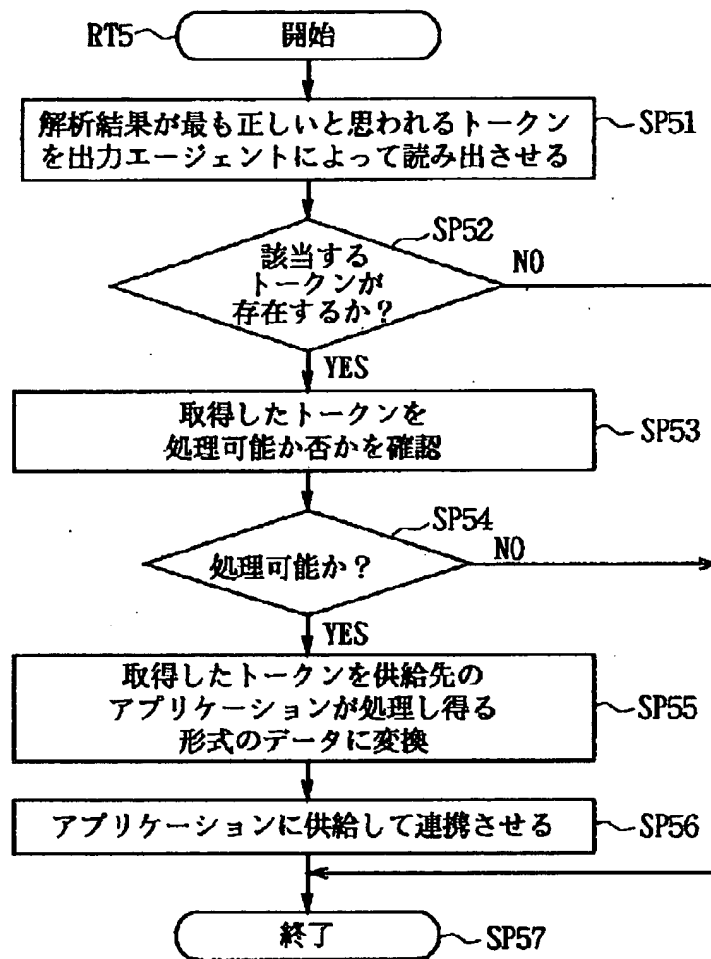 RT5
開始
解析結果が最も正しいと思われるトークン
を出力エージェントによって読み出させる
SP51
SP52
該当する
トークンが
存在するか?
NO
YES
取得したトークンを
処理可能か否かを確認
SP53
SP54
処理可能か?
NO
YES
取得したトークンを供給先の
アプリケーションが処理し得る
形式のデータに変換
SP55
アプリケーションに供給して連携させる
SP56
終了
SP57